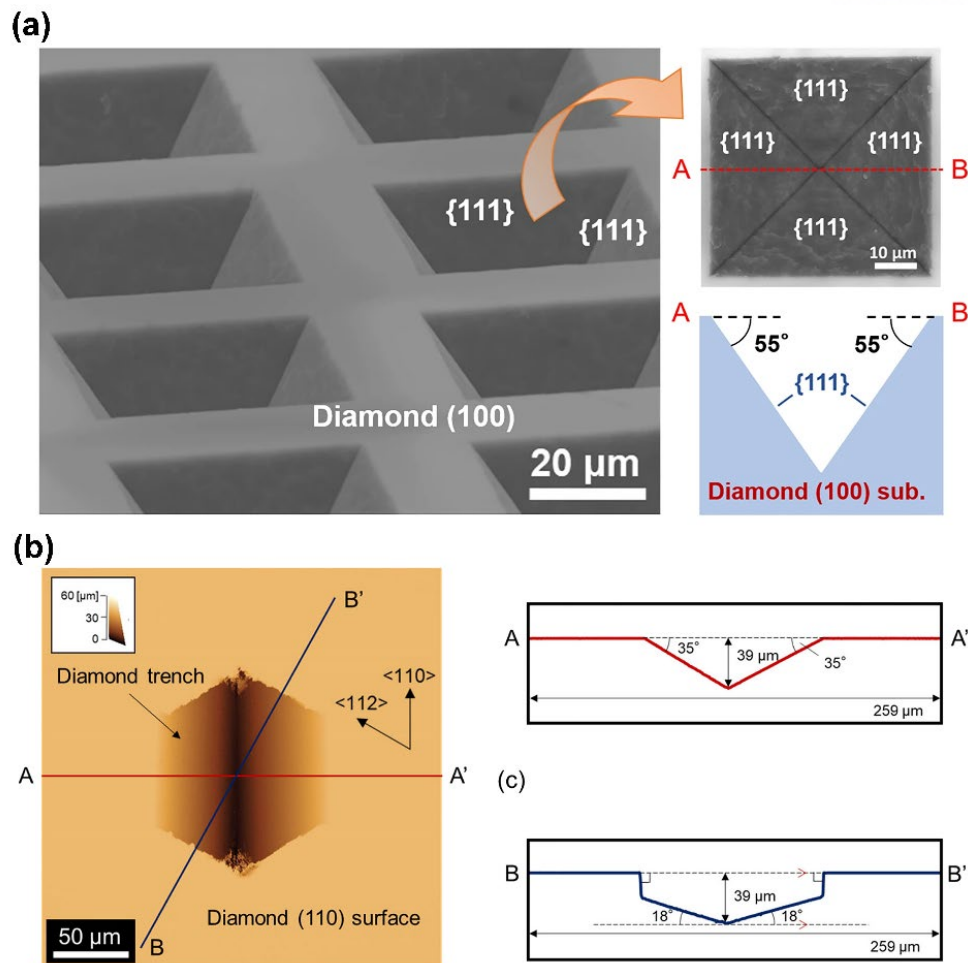 (a)
{111}
{111}
Diamond (100)
20 μm
{111}
{111}
{111}
A
B
{111}
10 μm
A
B
55°
55°
{111}
Diamond (100) sub.
(b)
60 [μm]
30
0
B'
Diamond trench
<110>
<112>
A
A'
Diamond (110) surface
50 μm
B
A
A'
35°
39 μm
35°
259 μm
(c)
B
B'
39 μm
18°
18°
259 μm